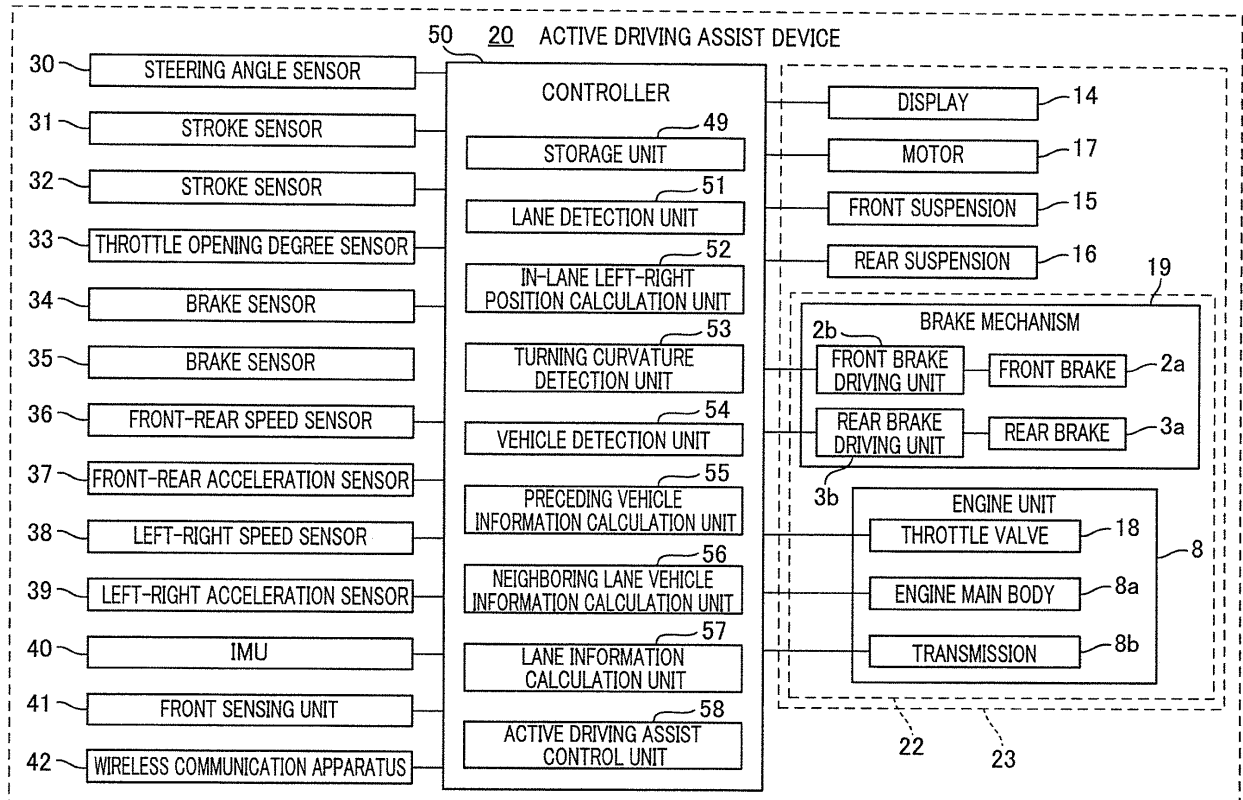 50 20 ACTIVE DRIVING ASSIST DEVICE
30 STEERING ANGLE SENSOR
31 STROKE SENSOR
32 STROKE SENSOR
33 THROTTLE OPENING DEGREE SENSOR
34 BRAKE SENSOR
35 BRAKE SENSOR
36 FRONT-REAR SPEED SENSOR
37 FRONT-REAR ACCELERATION SENSOR
38 LEFT-RIGHT SPEED SENSOR
39 LEFT-RIGHT ACCELERATION SENSOR
40 IMU
41 FRONT SENSING UNIT
42 WIRELESS COMMUNICATION APPARATUS
CONTROLLER
49
STORAGE UNIT
51
LANE DETECTION UNIT
52
IN-LANE LEFT-RIGHT
POSITION CALCULATION UNIT
53
TURNING CURVATURE
DETECTION UNIT
54
VEHICLE DETECTION UNIT
55
PRECEDING VEHICLE
INFORMATION CALCULATION UNIT
56
NEIGHBORING LANE VEHICLE
INFORMATION CALCULATION UNIT
57
LANE INFORMATION
CALCULATION UNIT
58
ACTIVE DRIVING ASSIST
CONTROL UNIT
DISPLAY 14
MOTOR 17
FRONT SUSPENSION 15
REAR SUSPENSION 16
19
BRAKE MECHANISM
2b
FRONT BRAKE
DRIVING UNIT
FRONT BRAKE 2a
REAR BRAKE
DRIVING UNIT
REAR BRAKE 3a
3b
ENGINE UNIT
THROTTLE VALVE 18
8
ENGINE MAIN BODY 8a
TRANSMISSION 8b
22 23